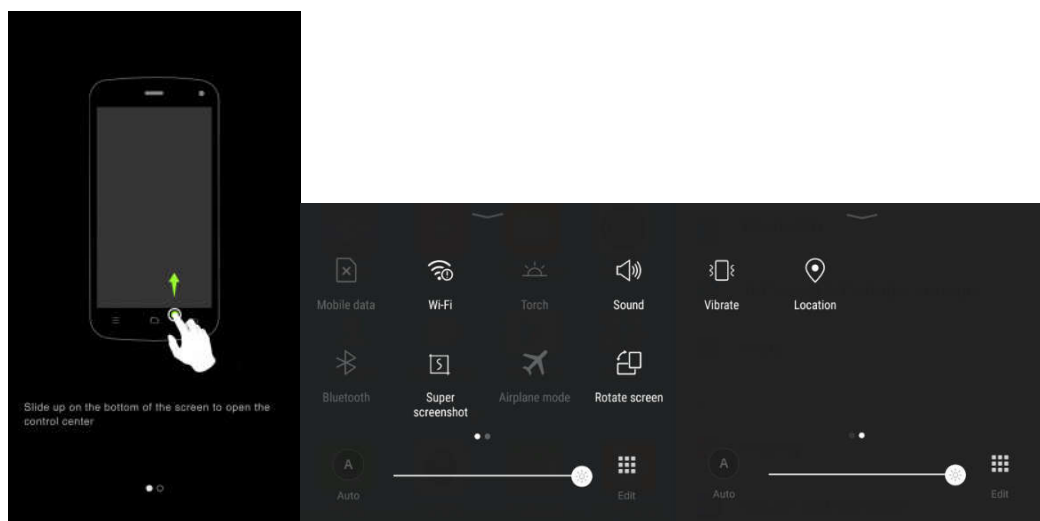 Slide up on the bottom of the screen to open the
control center
Mobile data
Wi-Fi
Torch
Sound
Bluetooth
Super
screenshot
Airplane mode
Rotate screen
A
Auto
Edit
Vibrate
Location
A
Auto
Edit